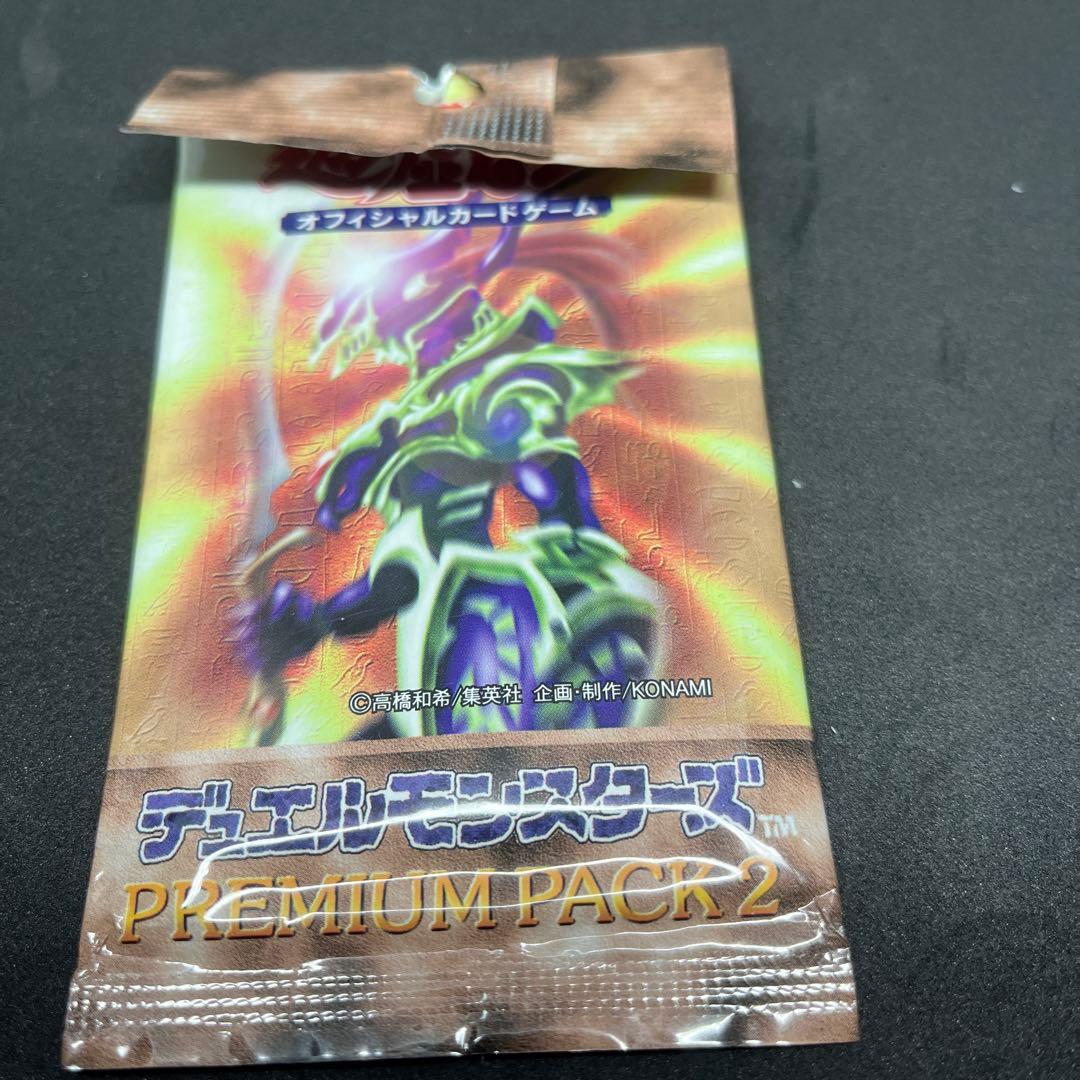 オフィシャルカードゲーム
©高橋和希/集英社 企画・制作/KONAMI
デュエルモンスターズ™
PREMIUM PACK 2